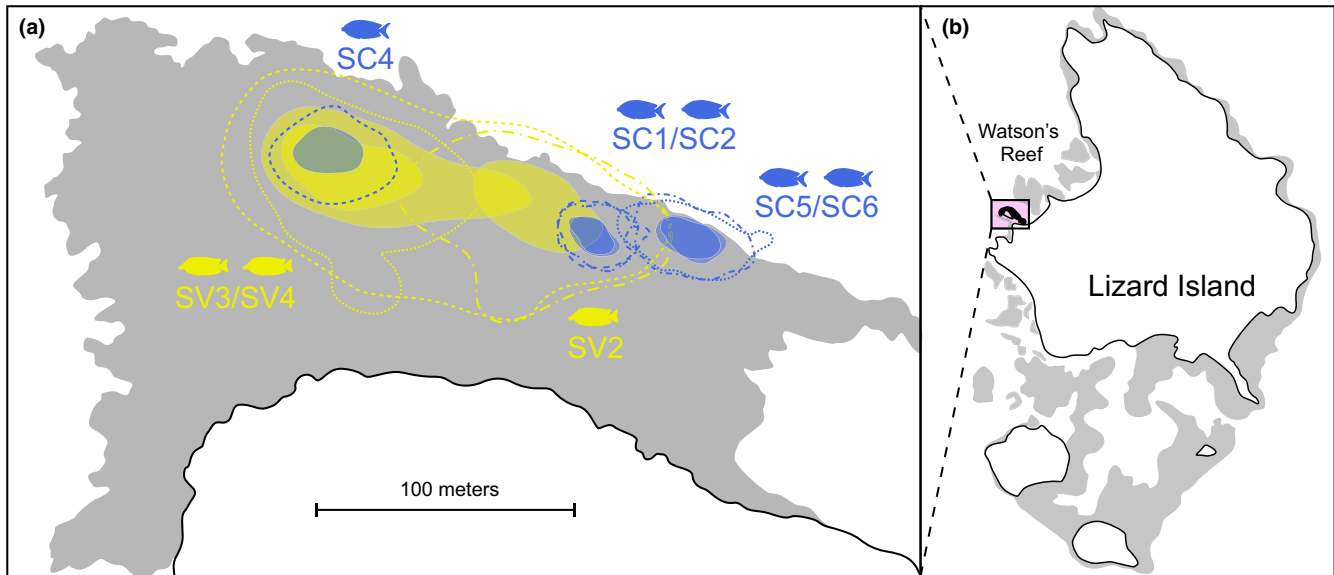 (a)
SC4
SC1/SC2
SC5/SC6
SV3/SV4
SV2
100 meters
(b)
Watson's
Reef
Lizard Island